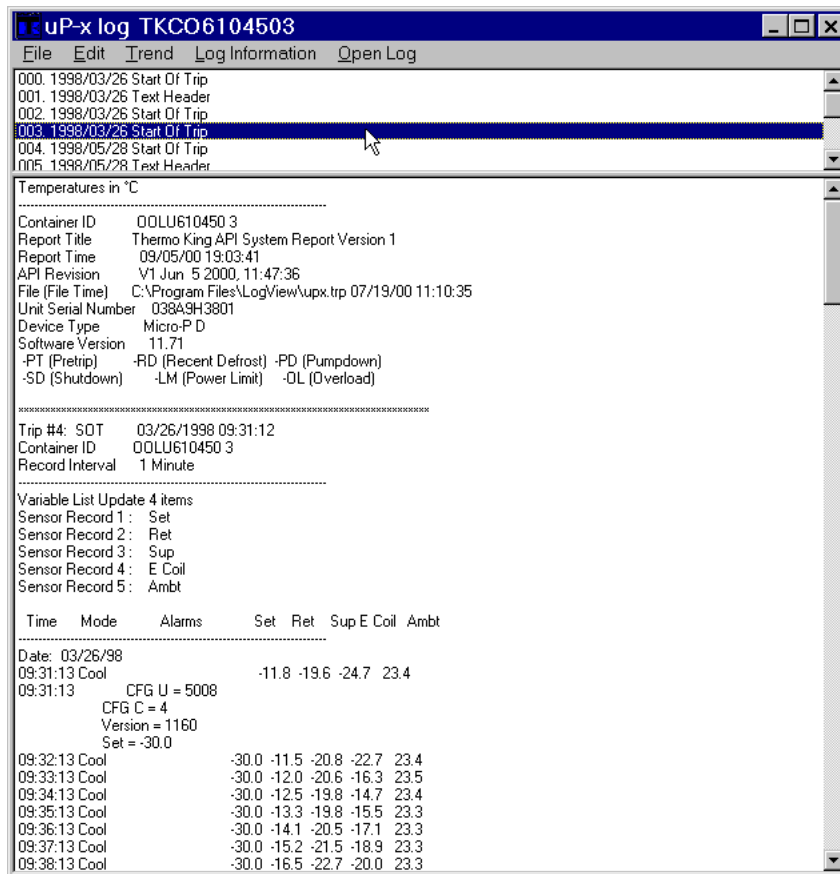 uP-x log TKCO6104503
File Edit Trend Log Information Open Log
000. 1998/03/26 Start Of Trip
001. 1998/03/26 Text Header
002. 1998/03/26 Start Of Trip
003. 1998/03/26 Start Of Trip
004. 1998/05/28 Start Of Trip
005. 1998/05/28 Text Header
Temperatures in °C
Container ID OOLU610450 3
Report Title Thermo King API System Report Version 1
Report Time 09/05/00 19:03:41
API Revision V1 Jun 5 2000, 11:47:36
File (File Time) C:\Program Files\LogView\upx.trp 07/19/00 11:10:35
Unit Serial Number 038A9H3801
Device Type Micro-P D
Software Version 11.71
-PT (Pretrip) -RD (Recent Defrost) -PD (Pumpdown)
-SD (Shutdown) -LM (Power Limit) -OL (Overload)
Trip #4: SOT 03/26/1998 09:31:12
Container ID OOLU610450 3
Record Interval 1 Minute
Variable List Update 4 items
Sensor Record 1 : Set
Sensor Record 2 : Ret
Sensor Record 3 : Sup
Sensor Record 4 : E Coil
Sensor Record 5 : Ambt
Time Mode Alarms Set Ret Sup E Coil Ambt
Date: 03/26/98
09:31:13 Cool -11.8 -19.6 -24.7 23.4
09:31:13 CFG U = 5008
CFG C = 4
Version = 1160
Set = -30.0
09:32:13 Cool -30.0 -11.5 -20.8 -22.7 23.4
09:33:13 Cool -30.0 -12.0 -20.6 -16.3 23.5
09:34:13 Cool -30.0 -12.5 -19.8 -14.7 23.4
09:35:13 Cool -30.0 -13.3 -19.8 -15.5 23.3
09:36:13 Cool -30.0 -14.1 -20.5 -17.1 23.3
09:37:13 Cool -30.0 -15.2 -21.5 -18.9 23.3
09:38:13 Cool -30.0 -16.5 -22.7 -20.0 23.3